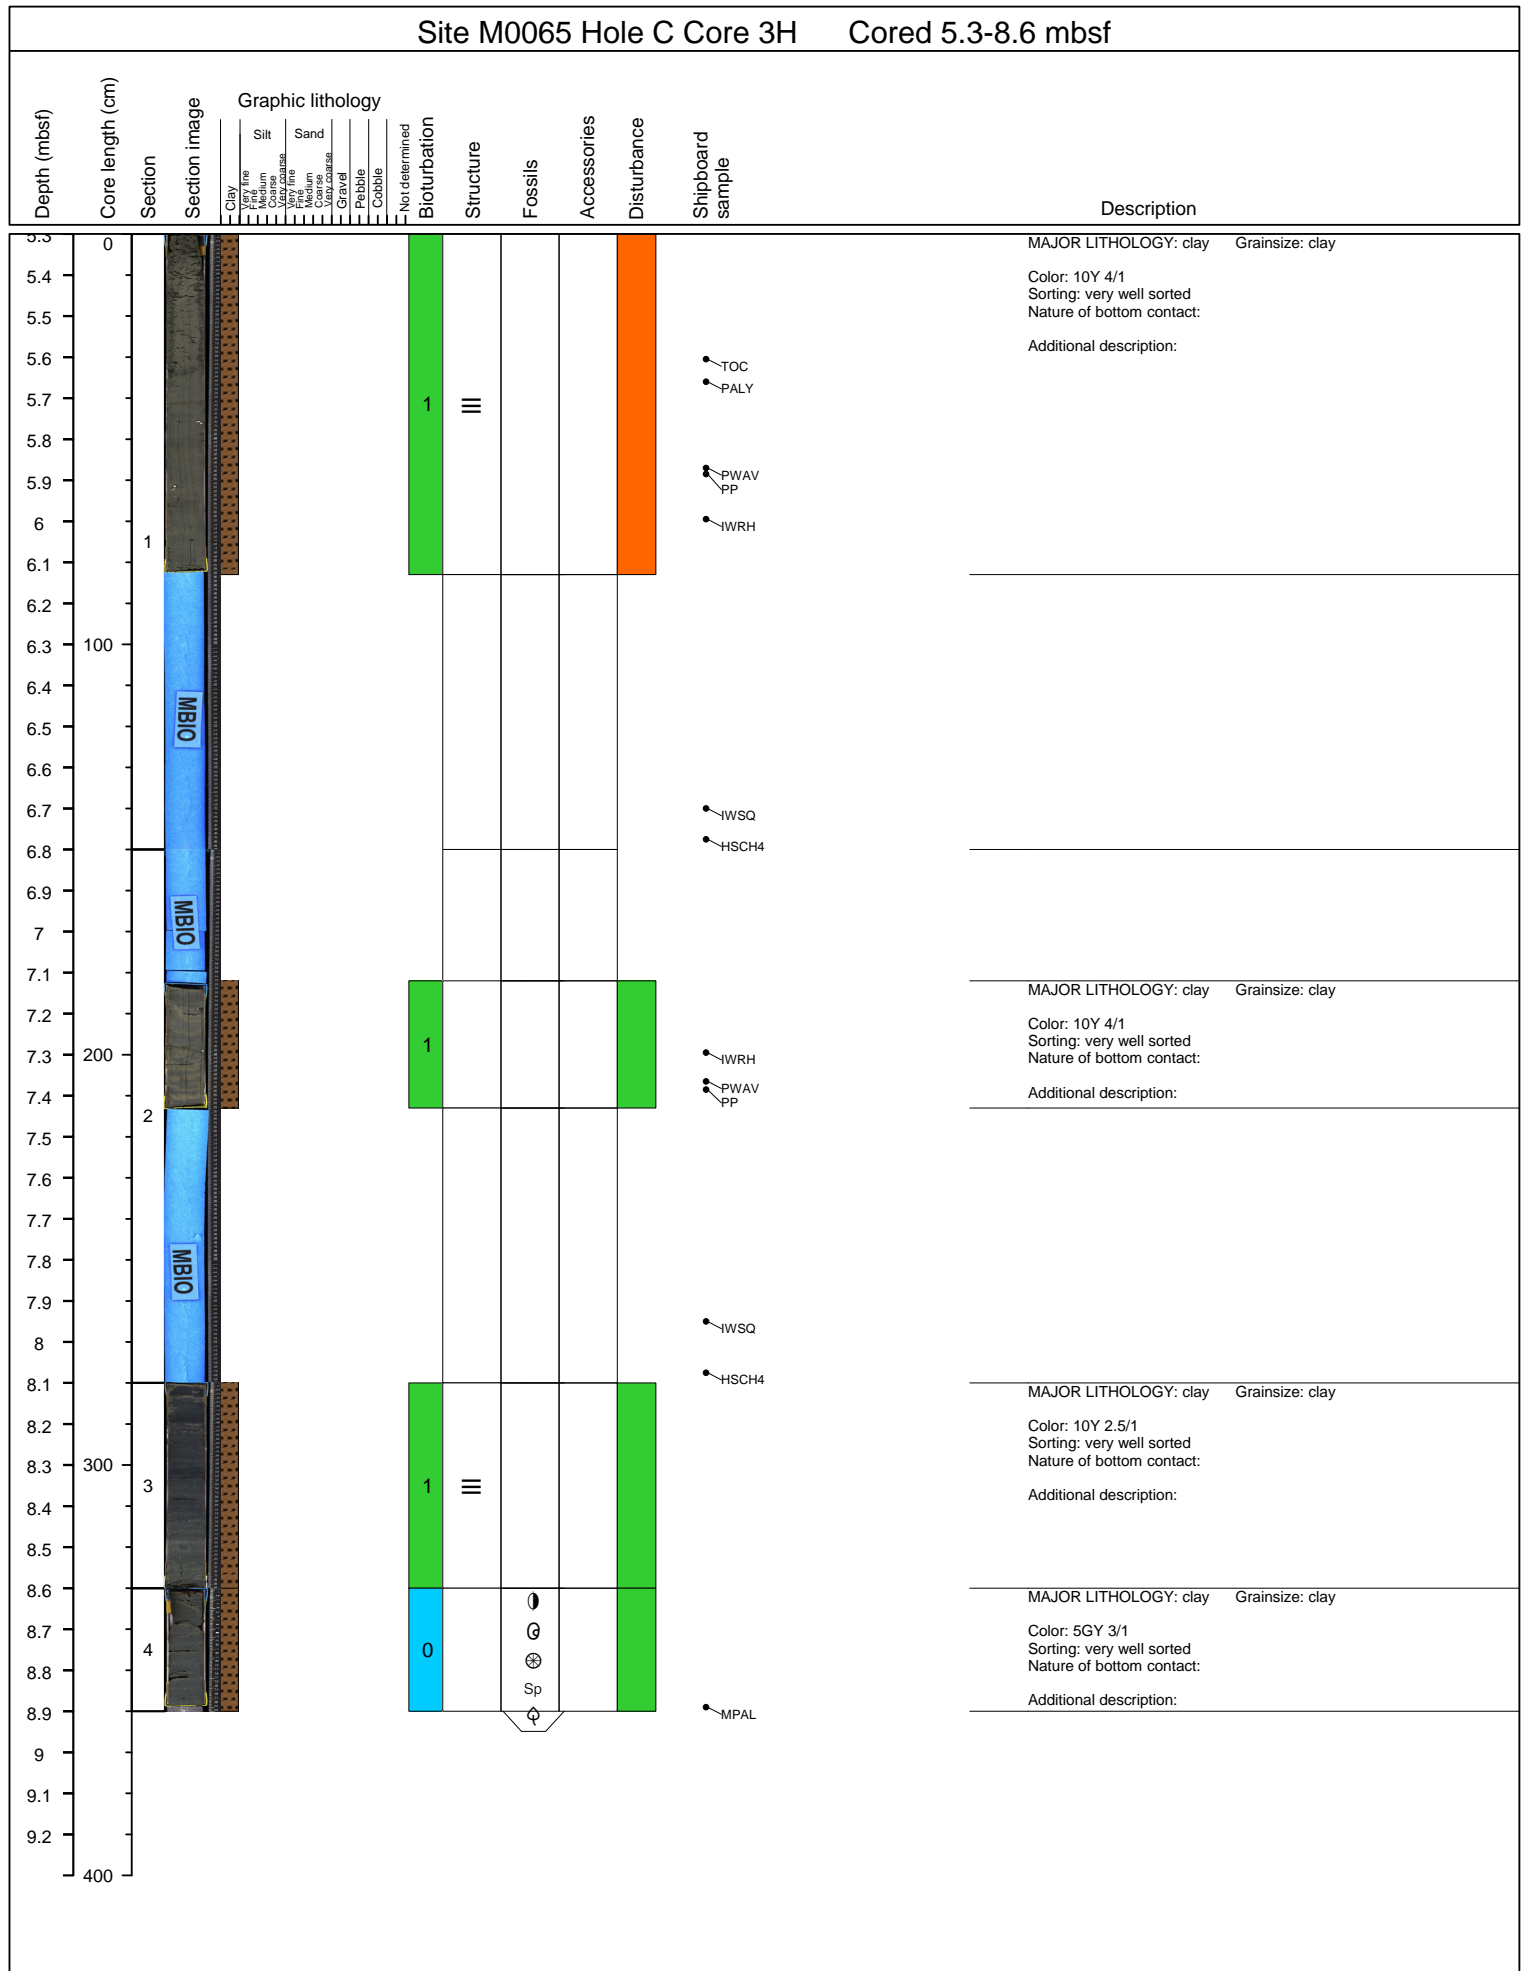 Site M0065 Hole C Core 3H Cored 5.3-8.6 mbsf
Depth (mbsf)
Core length (cm)
Section
Section image
Graphic lithology
Clay
Silt
Very fine
Fine
Medium
Coarse
Very coarse
Sand
Very fine
Fine
Medium
Coarse
Very coarse
Gravel
Pebble
Cobble
Not determined
Bioturbation
Structure
Fossils
Accessories
Disturbance
Shipboard
sample
Description
5.3 0
MAJOR LITHOLOGY: clay Grainsize: clay
5.4
Color: 10Y 4/1
Sorting: very well sorted
Nature of bottom contact:
5.5
Additional description:
5.6
TOC
PALY
5.7 1
5.8
PWAV
5.9
PP
6
IWRH
1
6.1
6.2
6.3 100
6.4
MBIO
6.5
6.6
6.7
IWSQ
6.8
HSCH4
6.9
MBIO
7
7.1
MAJOR LITHOLOGY: clay Grainsize: clay
7.2
Color: 10Y 4/1
Sorting: very well sorted
Nature of bottom contact:
7.3 200 1
IWRH
7.4
PWAV
PP
Additional description:
2
7.5
7.6
7.7
7.8
MBIO
7.9
IWSQ
8
HSCH4
8.1
MAJOR LITHOLOGY: clay Grainsize: clay
8.2
Color: 10Y 2.5/1
Sorting: very well sorted
Nature of bottom contact:
8.3 300
3 1
Additional description:
8.4
8.5
8.6
MAJOR LITHOLOGY: clay Grainsize: clay
8.7
Color: 5GY 3/1
Sorting: very well sorted
Nature of bottom contact:
4 0
8.8
Sp
Additional description:
8.9
MPAL
9
9.1
9.2
400